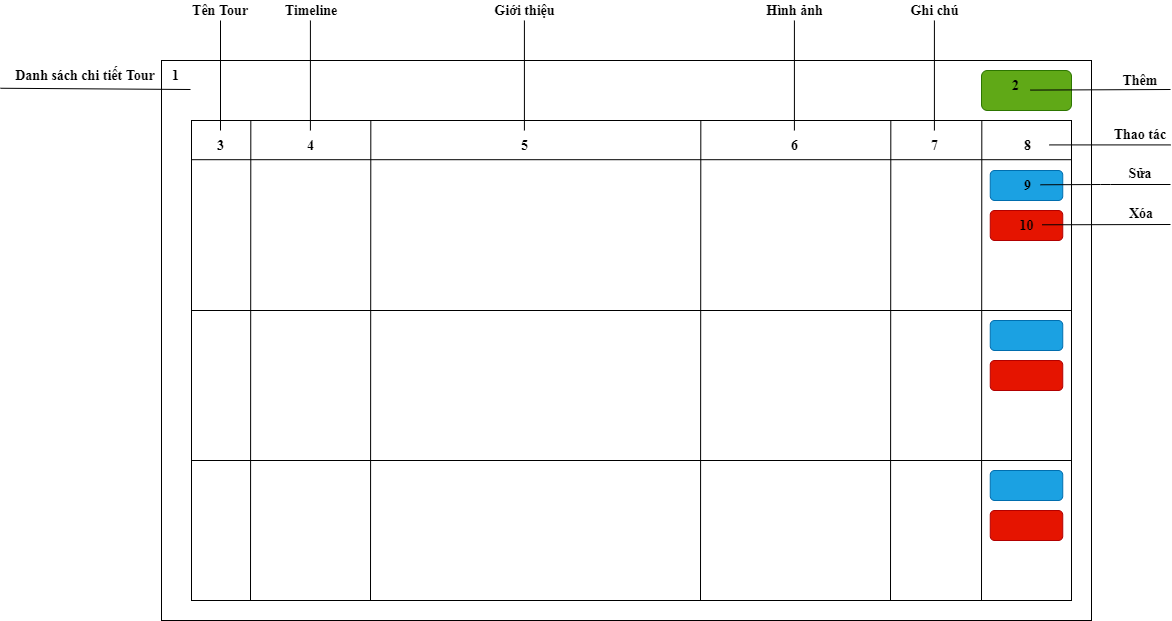 Tên Tour
Timeline
Giới thiệu
Hình ảnh
Ghi chú
Danh sách chi tiết Tour
1
2
Thêm
3
4
5
6
7
8
Thao tác
9
Sữa
10
Xóa